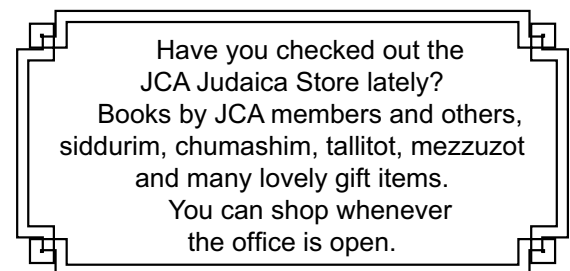 Have you checked out the
JCA Judaica Store lately?
Books by JCA members and others,
siddurim, chumashim, tallitot, mezzuzot
and many lovely gift items.
You can shop whenever
the office is open.